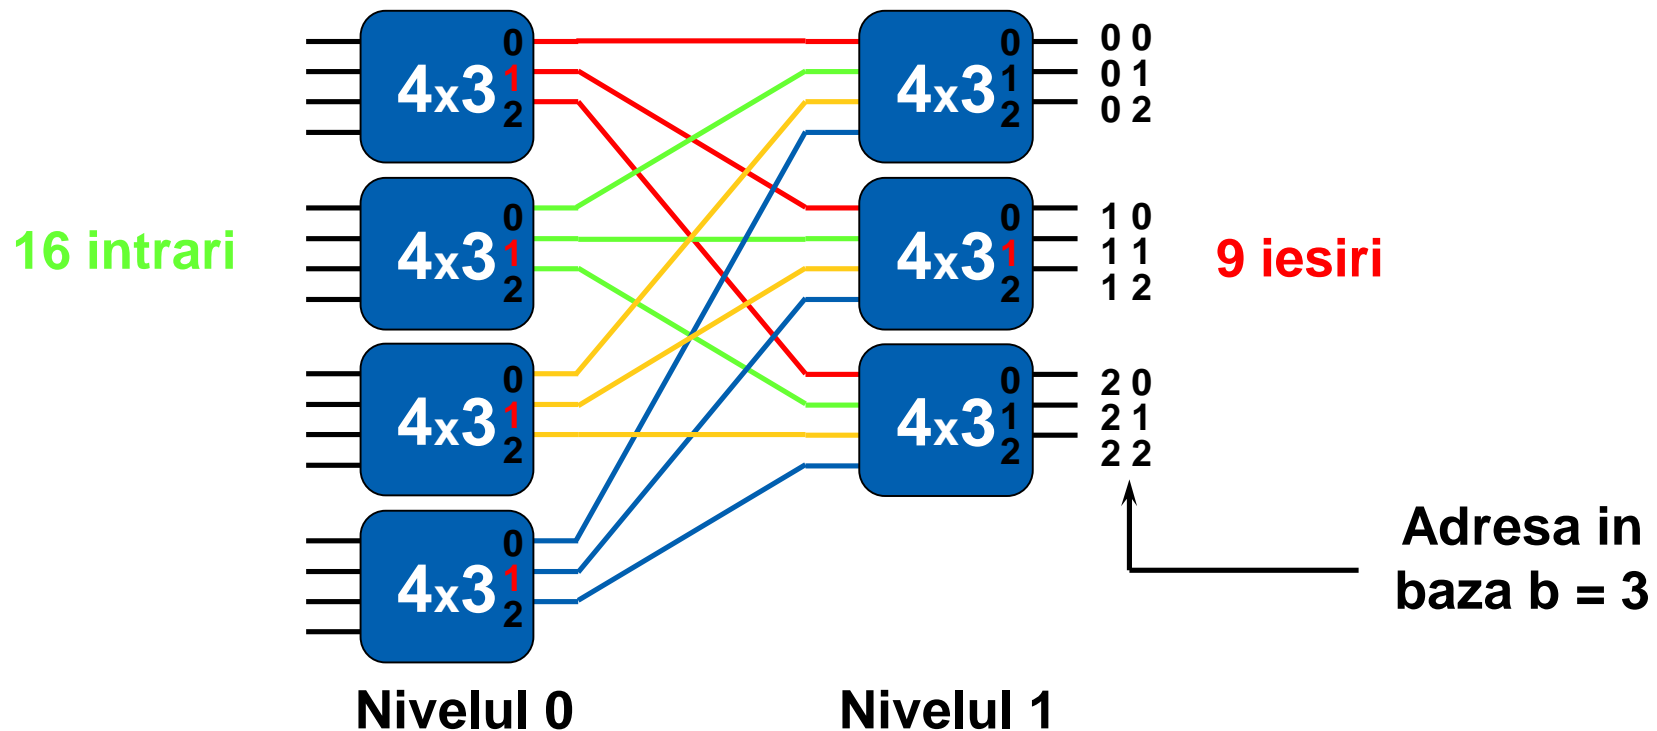 4x3
0
1
2
4x3
0
1
2
0 0
0 1
0 2
16 intrari
4x3
0
1
2
4x3
0
1
2
1 0
1 1
1 2
9 iesiri
4x3
0
1
2
4x3
0
1
2
2 0
2 1
2 2
4x3
0
1
2
Adresa in
baza b = 3
Nivelul 0
Nivelul 1